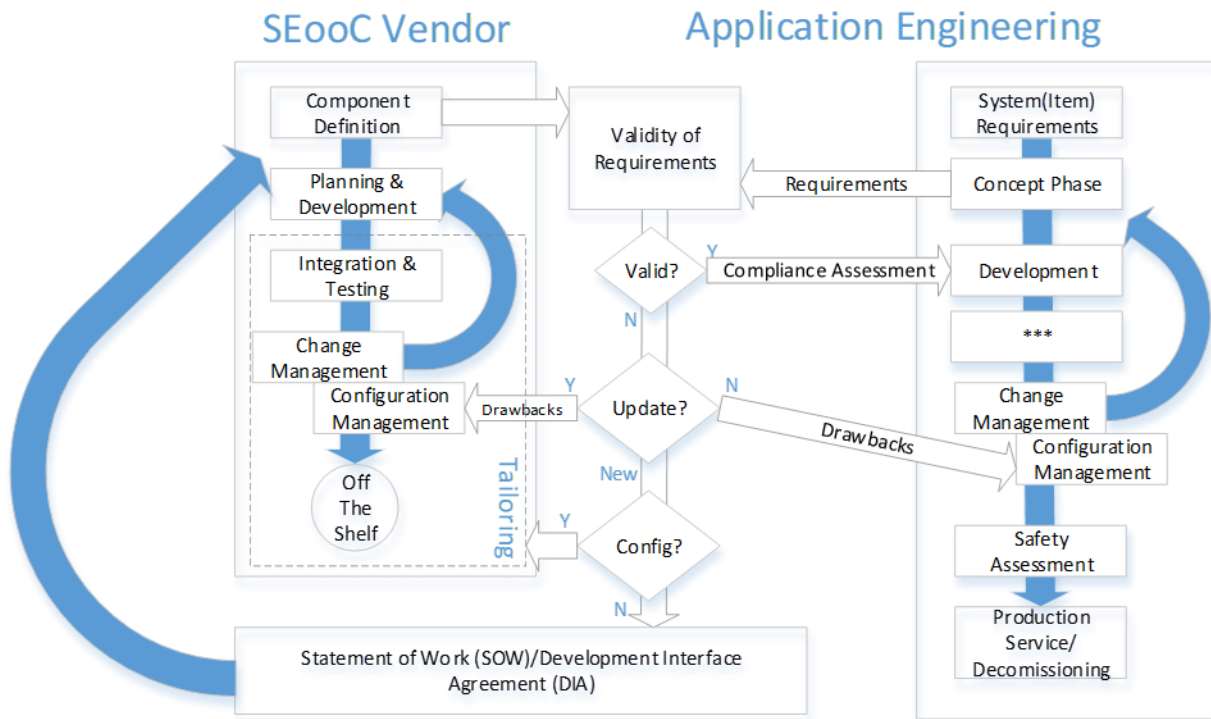 SEooC Vendor
Application Engineering
Component
Definition
Planning &
Development
Integration &
Testing
Change
Management
Configuration
Management
Off
The
Shelf
Tailoring
Validity of
Requirements
Requirements
Valid?
Y
Compliance Assessment
N
Update?
Y
Drawbacks
N
Drawbacks
New
Config?
Y
N
System(Item)
Requirements
Concept Phase
Development
***
Change
Management
Configuration
Management
Safety
Assessment
Production
Service/
Decomissioning
Statement of Work (SOW)/Development Interface
Agreement (DIA)